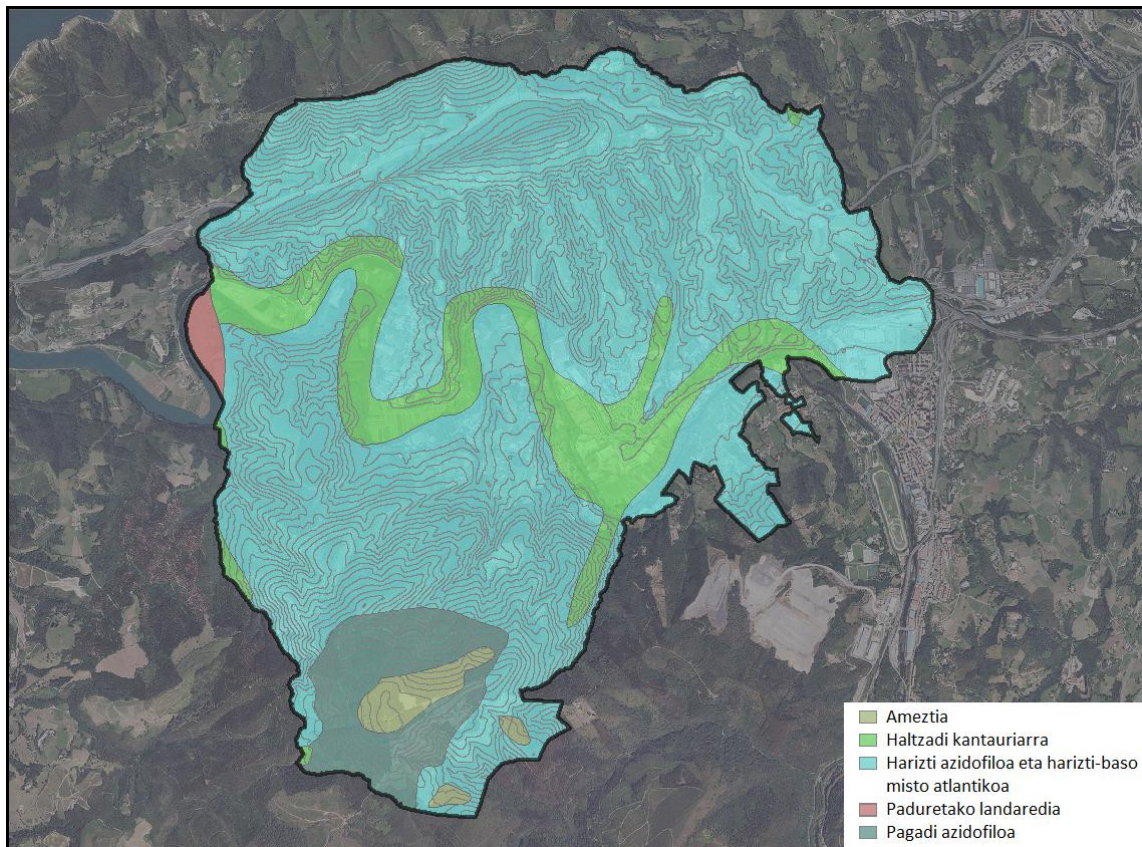 Ameztia
Haltzadi kantauriarra
Harizti azidofiloa eta harizti-baso
misto atlantikoa
Paduretako landaredia
Pagadi azidofiloa